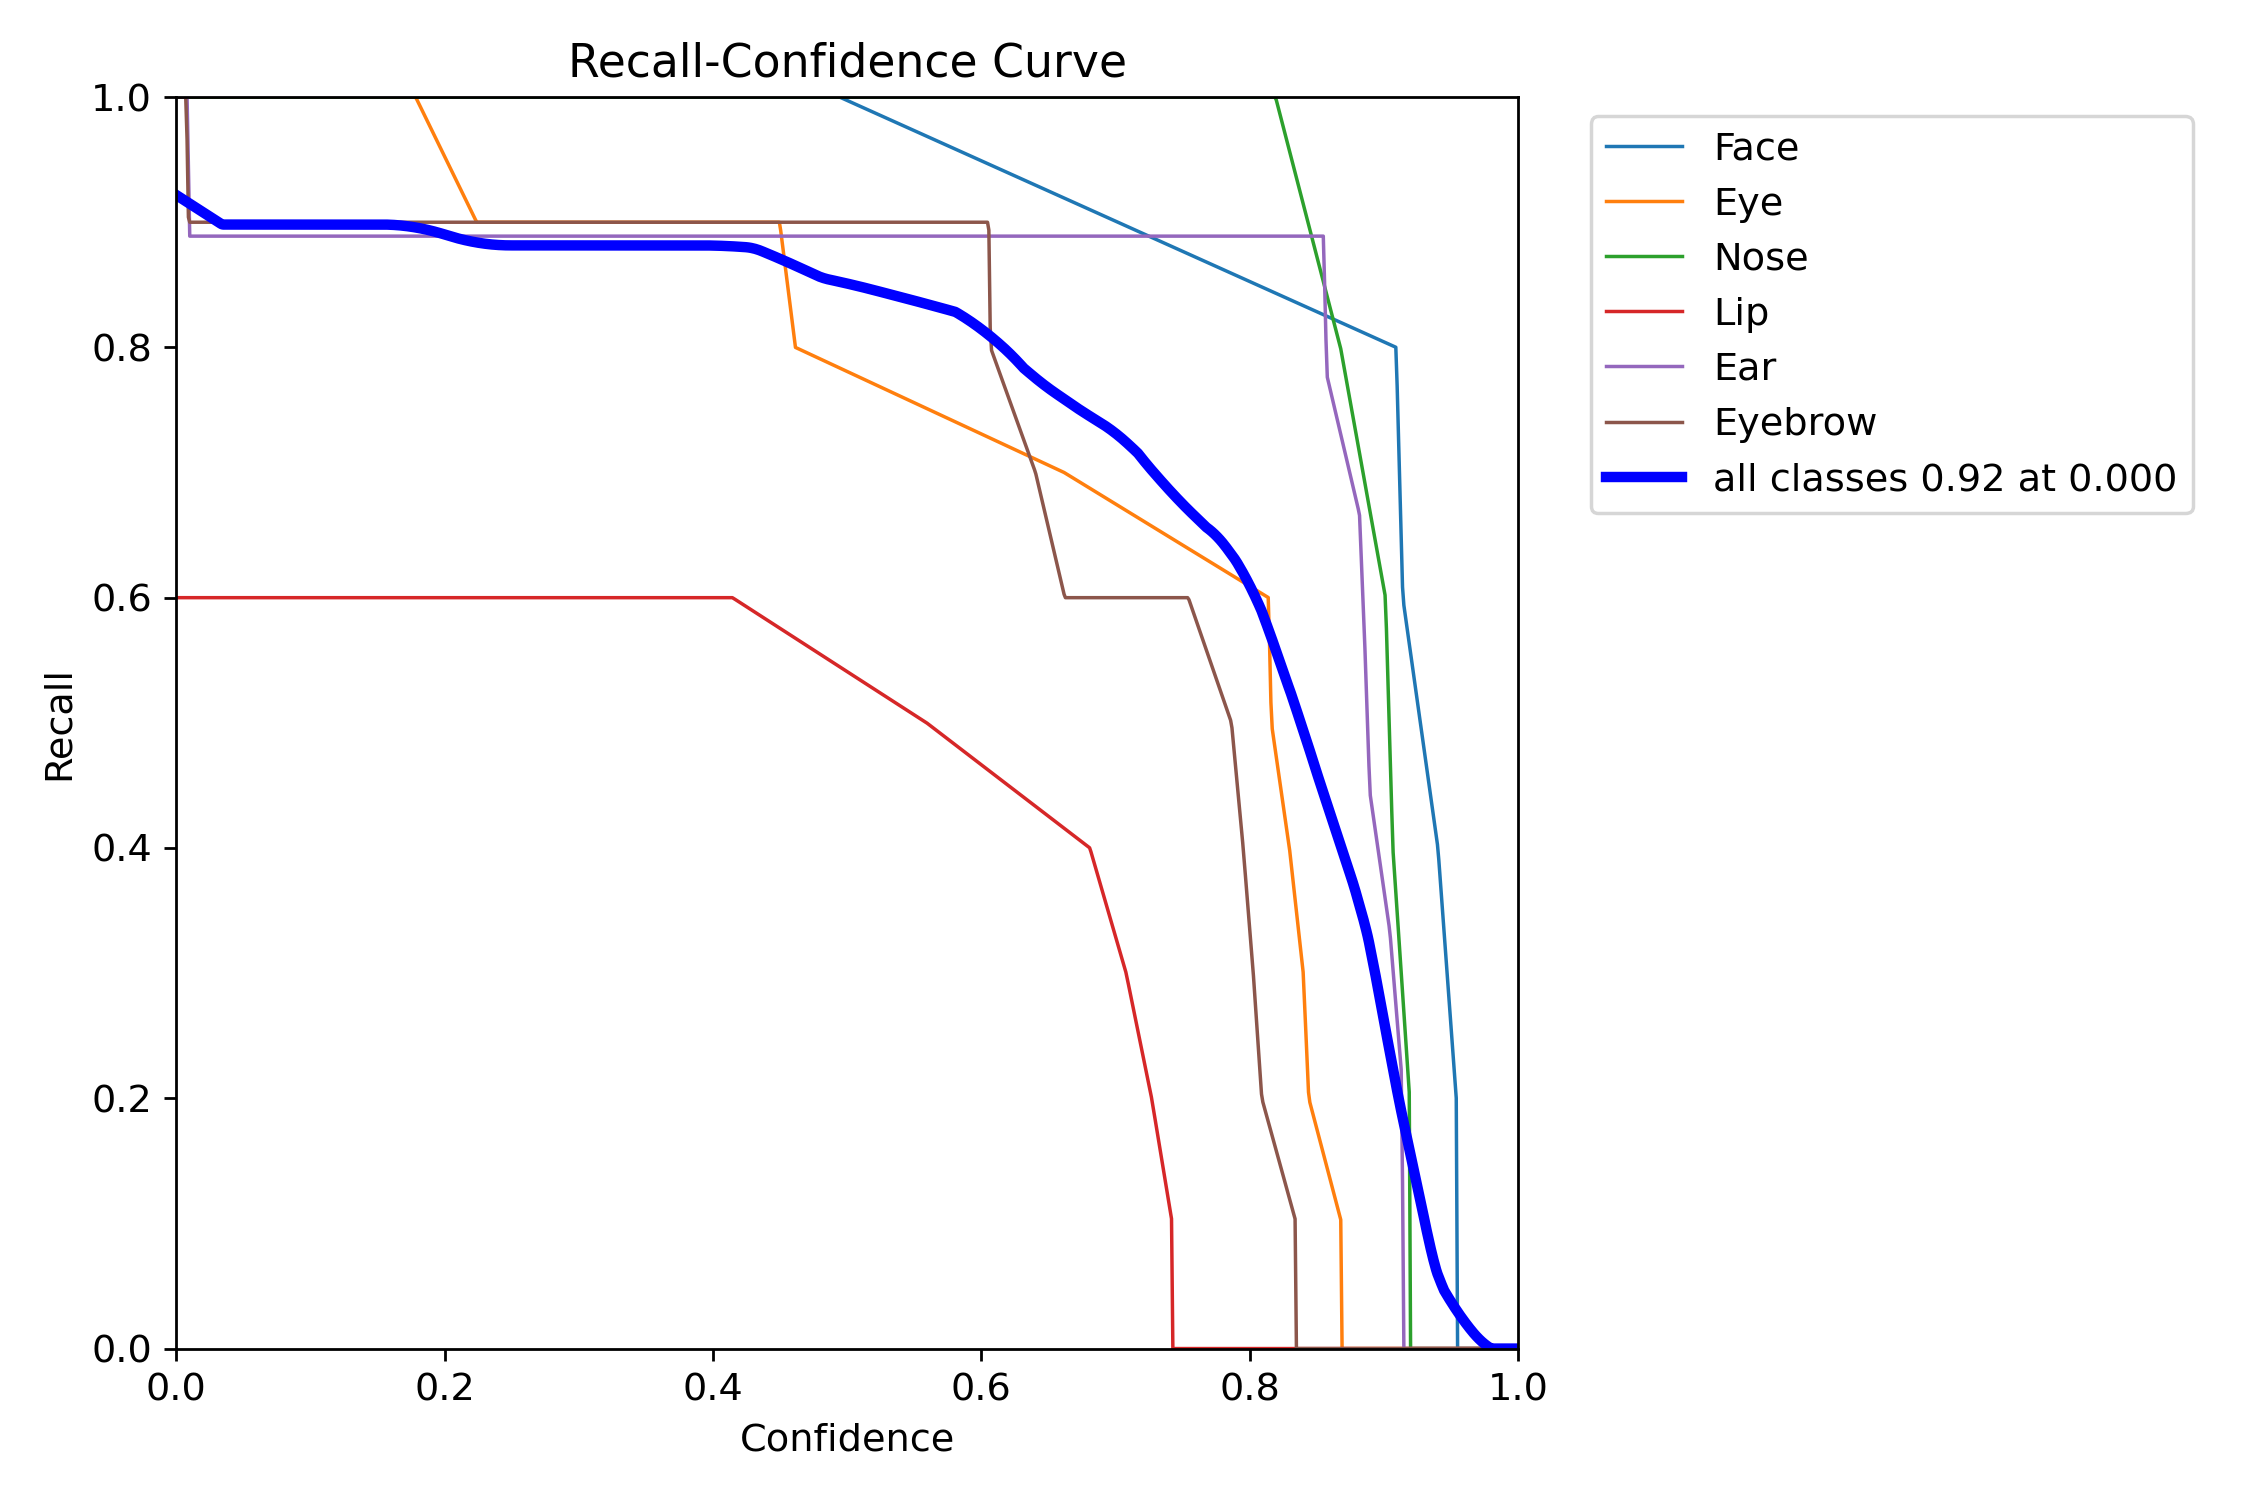 Recall-Confidence Curve
1.0
0.8
0.6
0.4
0.2
0.0
Recall
0.0 0.2 0.4 0.6 0.8 1.0
Confidence
Face
Eye
Nose
Lip
Ear
Eyebrow
all classes 0.92 at 0.000